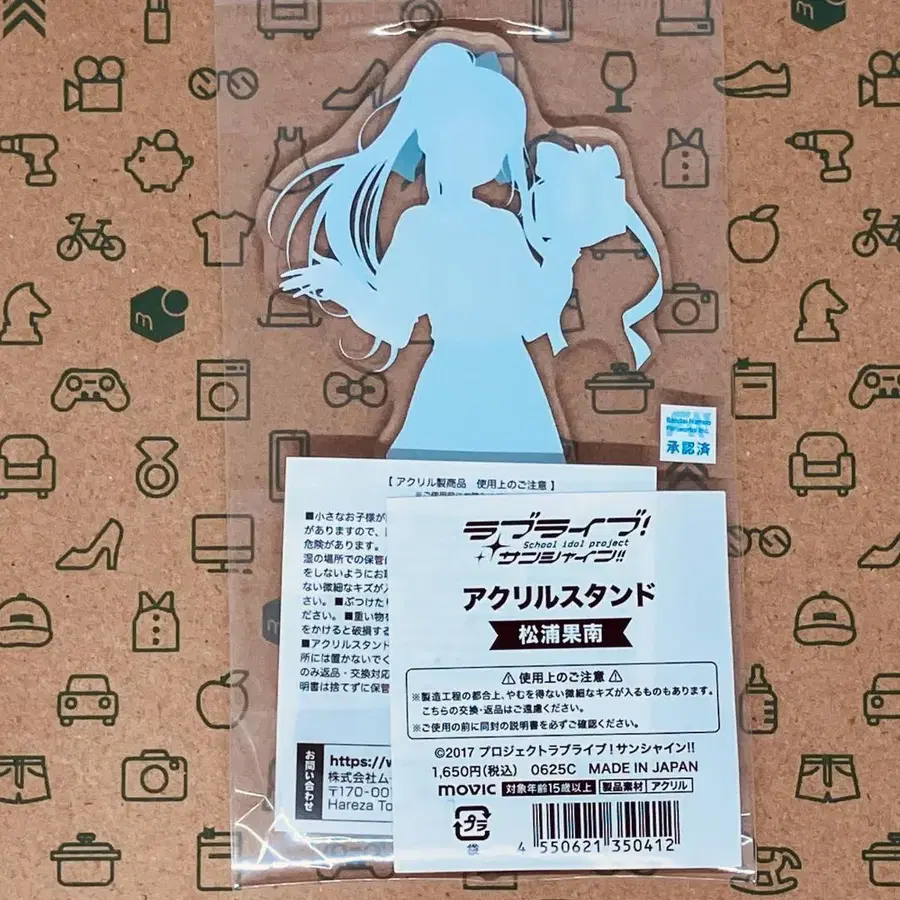 Bandai Namco
Filmworks Inc.
承認済
【 アクリル製商品 使用上のご注意 】
■小さなお子様が
がありますので、
危険があります。
湿の場所での保管
をしないようにお取
ない微細なキズが入
さい。■ぶつけたり
ださい。■重い物を
をかけると破損する
■アクリルスタンド
所には置かないでく
のみ返品・交換対応
明書は捨てずに保管
お問い合わせ
https://w
株式会社ム
〒170-00
Hareza To
ラブライブ!
School idol project
サンシャイン!!
アクリルスタンド
松浦果南
⚠ 使用上のご注意 ⚠
※製造工程の都合上、やむを得ない微細なキズが入るものもあります。
こちらの交換・返品はご遠慮ください。
※ご使用の前に同封の説明書を必ずご確認ください。
©2017 プロジェクトラブライブ!サンシャイン!!
1,650円(税込) 0625C MADE IN JAPAN
movic 対象年齢15歳以上 製品素材 アクリル
プラ
袋
4 550621 350412